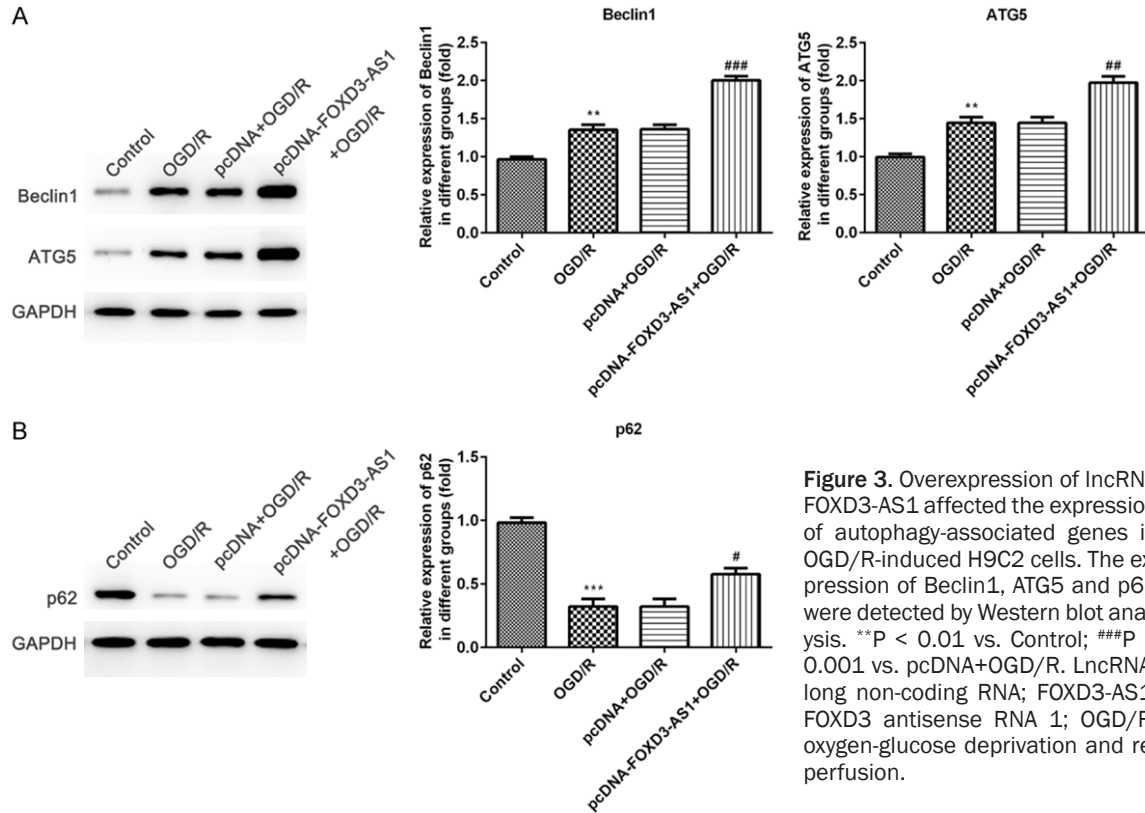 A
Control
OGD/R
pcDNA+OGD/R
pcDNA-FOXD3-AS1
+OGD/R
Beclin1
ATG5
GAPDH
Beclin1
Relative expression of Beclin1
in different groups (fold)
2.5
2.0
1.5
1.0
0.5
0.0
**
###
Control
OGD/R
pcDNA+OGD/R
pcDNA-FOXD3-AS1+OGD/R
ATG5
Relative expression of ATG5
in different groups (fold)
2.5
2.0
1.5
1.0
0.5
0.0
**
##
Control
OGD/R
pcDNA+OGD/R
pcDNA-FOXD3-AS1+OGD/R
B
Control
OGD/R
pcDNA+OGD/R
pcDNA-FOXD3-AS1
+OGD/R
p62
GAPDH
p62
Relative expression of p62
in different groups (fold)
1.5
1.0
0.5
0.0
***
#
Control
OGD/R
pcDNA+OGD/R
pcDNA-FOXD3-AS1+OGD/R
Figure 3. Overexpression of lncRN
FOXD3-AS1 affected the expression
of autophagy-associated genes i
OGD/R-induced H9C2 cells. The ex
pression of Beclin1, ATG5 and p6
were detected by Western blot ana
ysis. **P < 0.01 vs. Control; ###P
0.001 vs. pcDNA+OGD/R. LncRNA
long non-coding RNA; FOXD3-AS1
FOXD3 antisense RNA 1; OGD/R
oxygen-glucose deprivation and re
perfusion.